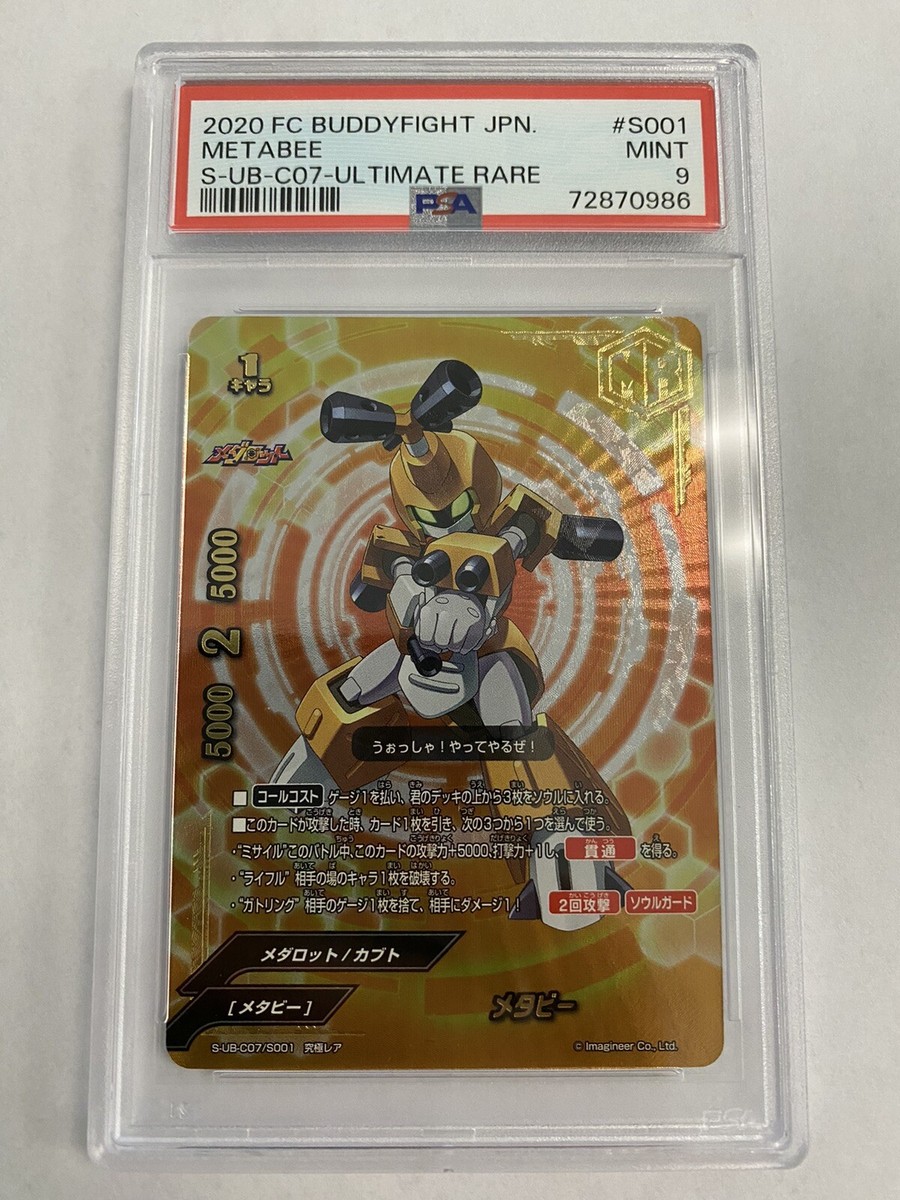 2020 FC BUDDYFIGHT JPN. #S001
METABEE MINT
S-UB-C07-ULTIMATE RARE 9
PSA 72870986
1
キャラ
MR
メダロット
5000 2 5000
うぉっしゃ！やってやるぜ！
■ コールコスト ゲージ1を払い、君のデッキの上から3枚をソウルに入れる。
■このカードが攻撃した時、カード1枚を引き、次の3つから1つを選んで使う。
・“ミサイル”このバトル中、このカードの攻撃力+5000、打撃力+1し、貫通 を得る。
・“ライフル” 相手の場のキャラ1枚を破壊する。
・“ガトリング” 相手のゲージ1枚を捨て、相手にダメージ1！ 2回攻撃 ソウルガード
メダロット / カブト
[ メタビー ] メタビー
S-UB-C07/S001 究極レア © Imagineer Co., Ltd.
PSA